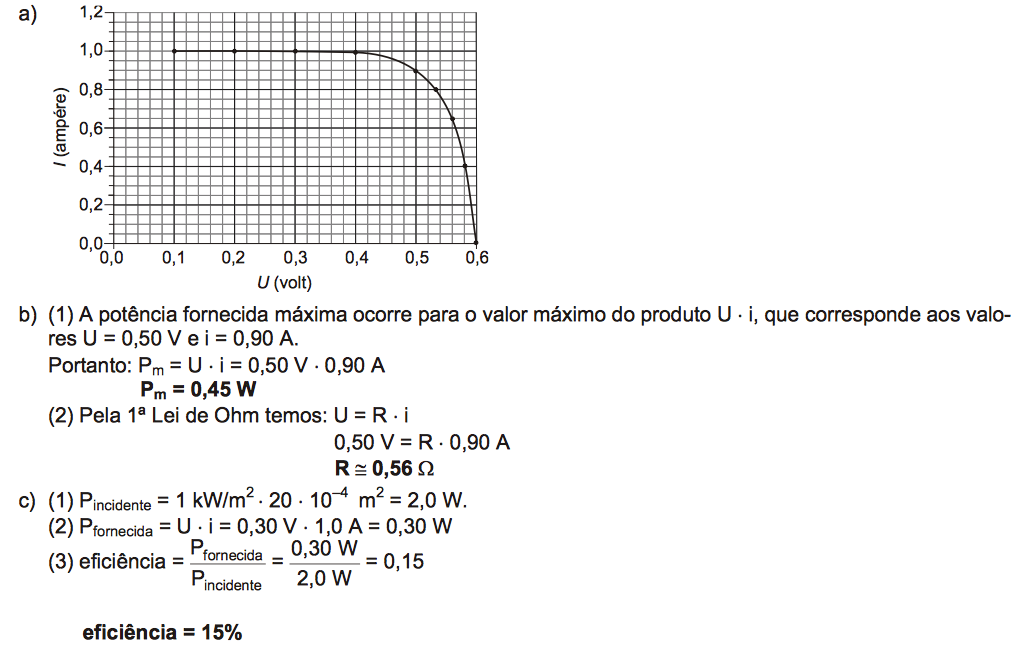 a)
1,2
1,0
0,8
0,6
0,4
0,2
0,0
I (ampére)
0,0 0,1 0,2 0,3 0,4 0,5 0,6
U (volt)
b) (1) A potência fornecida máxima ocorre para o valor máximo do produto U · i, que corresponde aos valo-
res U = 0,50 V e i = 0,90 A.
Portanto: Pm = U · i = 0,50 V · 0,90 A
Pm = 0,45 W
(2) Pela 1ª Lei de Ohm temos: U = R · i
0,50 V = R · 0,90 A
R ≅ 0,56 Ω
c) (1) Pincidente = 1 kW/m² · 20 · 10⁻⁴ m² = 2,0 W.
(2) Pfornecida = U · i = 0,30 V · 1,0 A = 0,30 W
(3) eficiência = Pfornecida / Pincidente = 0,30 W / 2,0 W = 0,15
eficiência = 15%